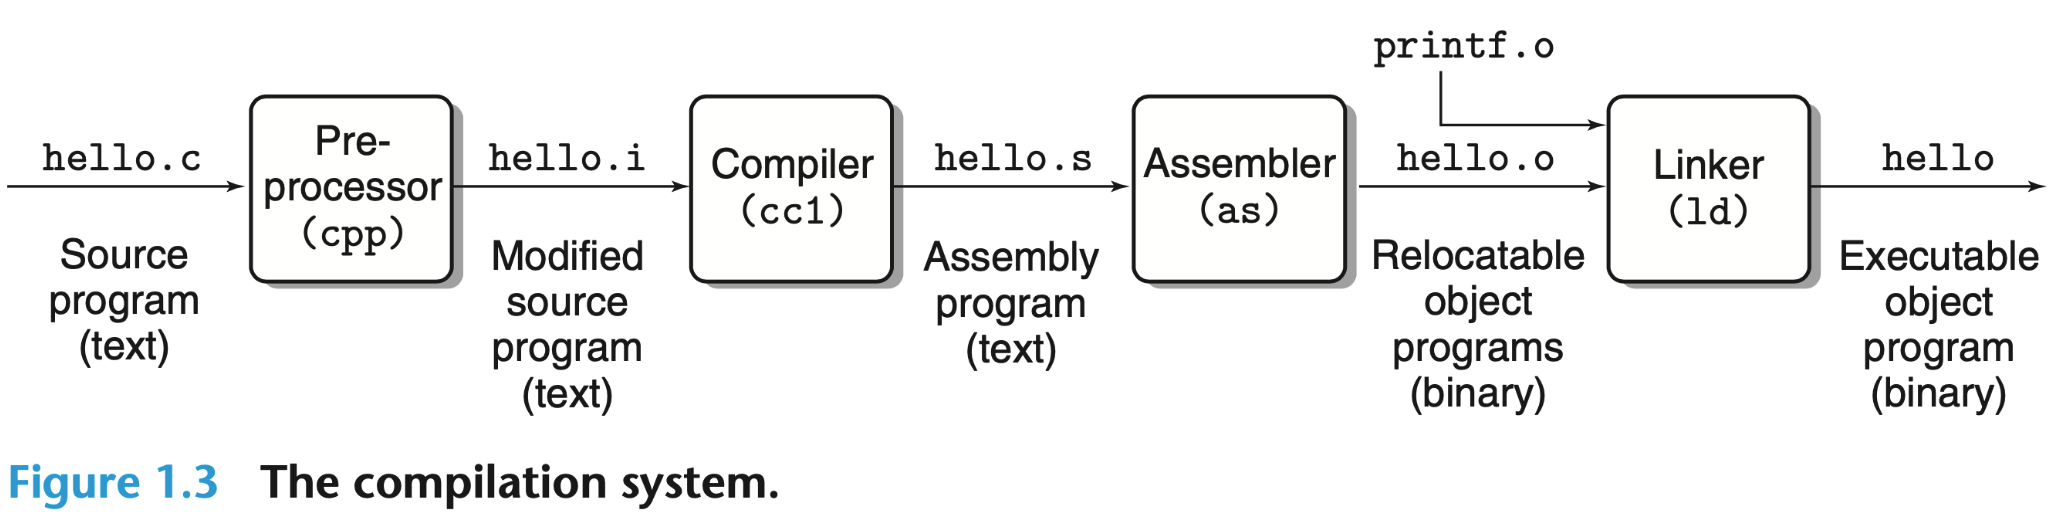 printf.o
hello.c
Pre-
processor
(cpp)
hello.i
Compiler
(cc1)
hello.s
Assembler
(as)
hello.o
Linker
(ld)
hello
Source
program
(text)
Modified
source
program
(text)
Assembly
program
(text)
Relocatable
object
programs
(binary)
Executable
object
program
(binary)
Figure 1.3 The compilation system.